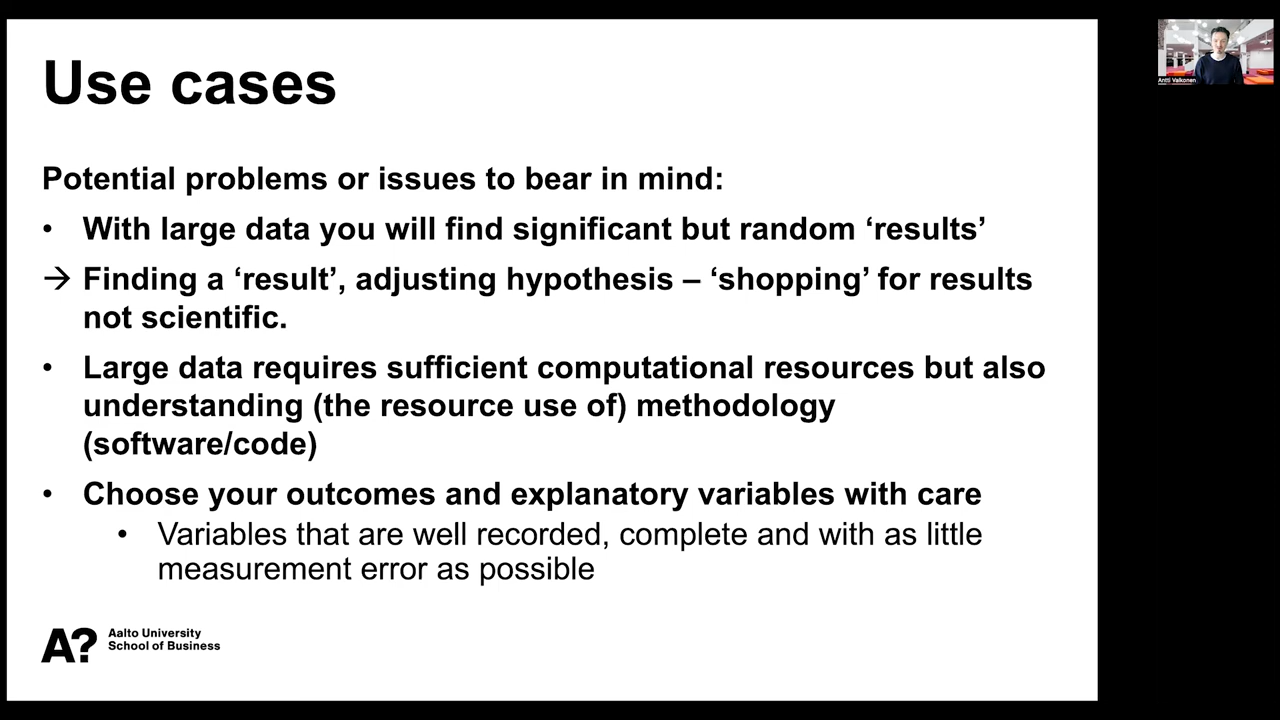 Use cases
Potential problems or issues to bear in mind:
• With large data you will find significant but random ‘results’
→ Finding a ‘result’, adjusting hypothesis – ‘shopping’ for results
not scientific.
• Large data requires sufficient computational resources but also
understanding (the resource use of) methodology
(software/code)
• Choose your outcomes and explanatory variables with care
• Variables that are well recorded, complete and with as little
measurement error as possible
A?
Aalto University
School of Business
Antti Valkonen